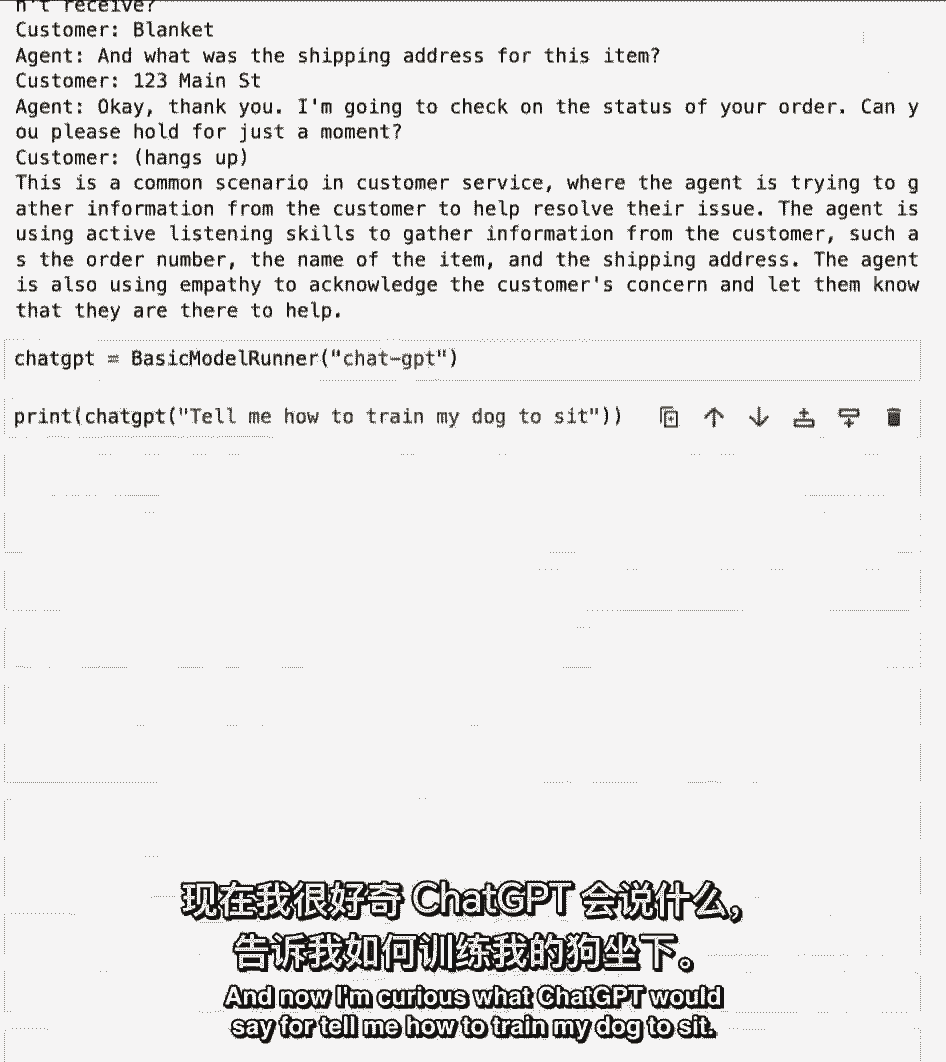 n't receive?
Customer: Blanket
Agent: And what was the shipping address for this item?
Customer: 123 Main St
Agent: Okay, thank you. I'm going to check on the status of your order. Can y
ou please hold for just a moment?
Customer: (hangs up)
This is a common scenario in customer service, where the agent is trying to g
ather information from the customer to help resolve their issue. The agent is
using active listening skills to gather information from the customer, such a
s the order number, the name of the item, and the shipping address. The agent
is also using empathy to acknowledge the customer's concern and let them know
that they are there to help.
chatgpt = BasicModelRunner("chat-gpt")
print(chatgpt("Tell me how to train my dog to sit"))
现在我很好奇 ChatGPT 会说什么,
告诉我如何训练我的狗坐下。
And now I'm curious what ChatGPT would
say for tell me how to train my dog to sit.